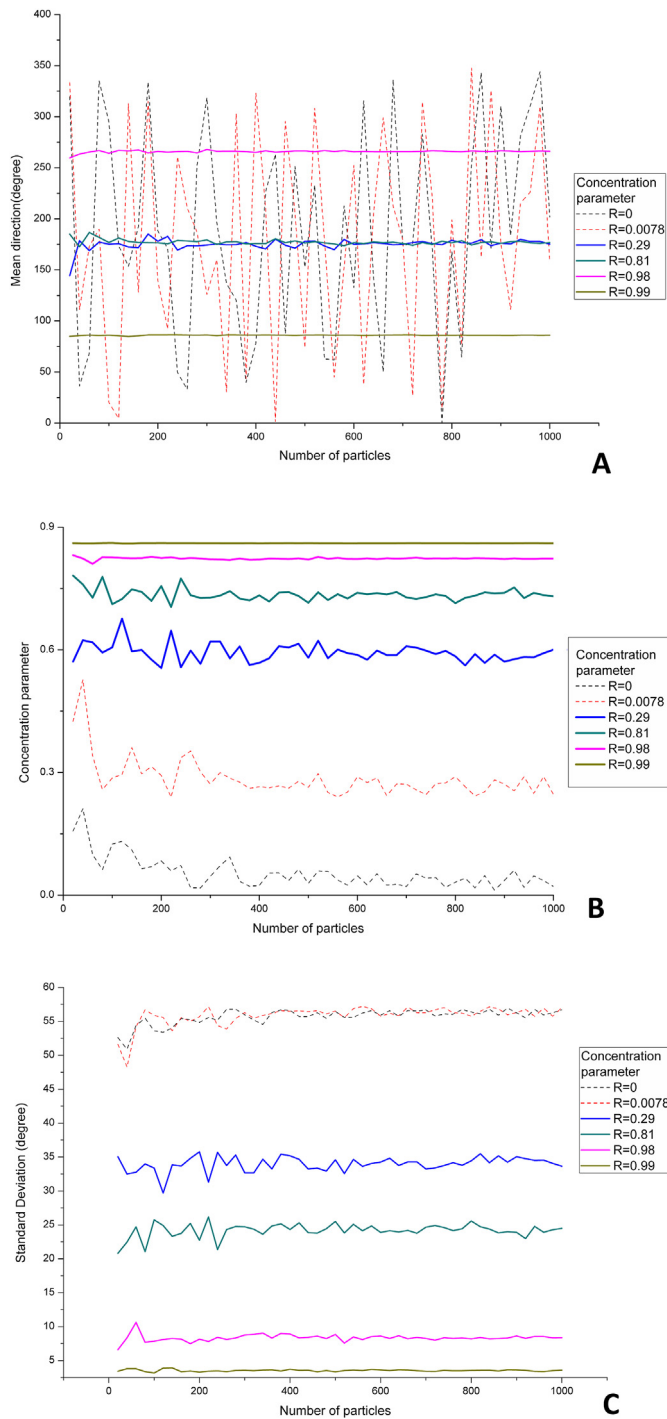 400
350
300
250
200
150
100
50
0
Mean direction(degree)
0
200
400
600
800
1000
Number of particles
Concentration
parameter
R=0
R=0.0078
R=0.29
R=0.81
R=0.98
R=0.99
A
0.9
0.6
0.3
0.0
Concentration parameter
0
200
400
600
800
1000
Number of particles
Concentration
parameter
R=0
R=0.0078
R=0.29
R=0.81
R=0.98
R=0.99
B
60
55
50
45
40
35
30
25
20
15
10
5
Standard Deviation (degree)
0
200
400
600
800
1000
Number of particles
Concentration
parameter
R=0
R=0.0078
R=0.29
R=0.81
R=0.98
R=0.99
C